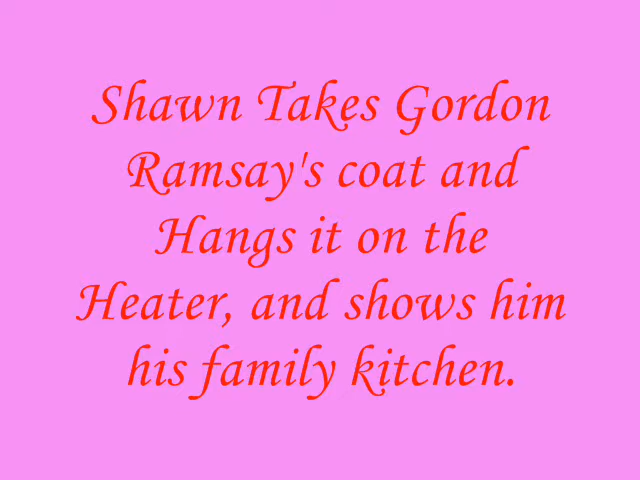 Shawn Takes Gordon
Ramsay's coat and
Hangs it on the
Heater, and shows him
his family kitchen.